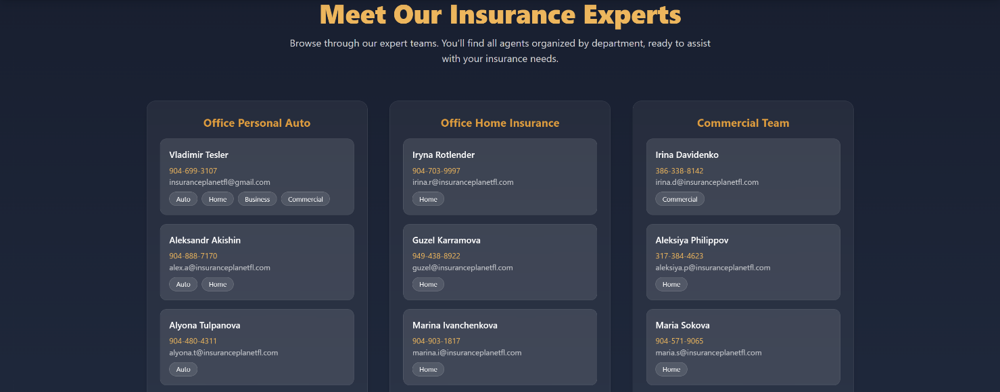 Meet Our Insurance Experts
Browse through our expert teams. You’ll find all agents organized by department, ready to assist
with your insurance needs.
Office Personal Auto
Vladimir Tesler
904-699-3107
insuranceplanetfl@gmail.com
Auto Home Business Commercial
Aleksandr Akishin
904-888-7170
alex.a@insuranceplanetfl.com
Auto Home
Alyona Tulpanova
904-480-4311
alyona.t@insuranceplanetfl.com
Auto
Office Home Insurance
Iryna Rotlender
904-703-9997
irina.r@insuranceplanetfl.com
Home
Guzel Karramova
949-438-8922
guzel@insuranceplanetfl.com
Home
Marina Ivanchenkova
904-903-1817
marina.i@insuranceplanetfl.com
Home
Commercial Team
Irina Davidenko
386-338-8142
irina.d@insuranceplanetfl.com
Commercial
Aleksiya Philippov
317-384-4623
aleksiya.p@insuranceplanetfl.com
Home
Maria Sokova
904-571-9065
maria.s@insuranceplanetfl.com
Home